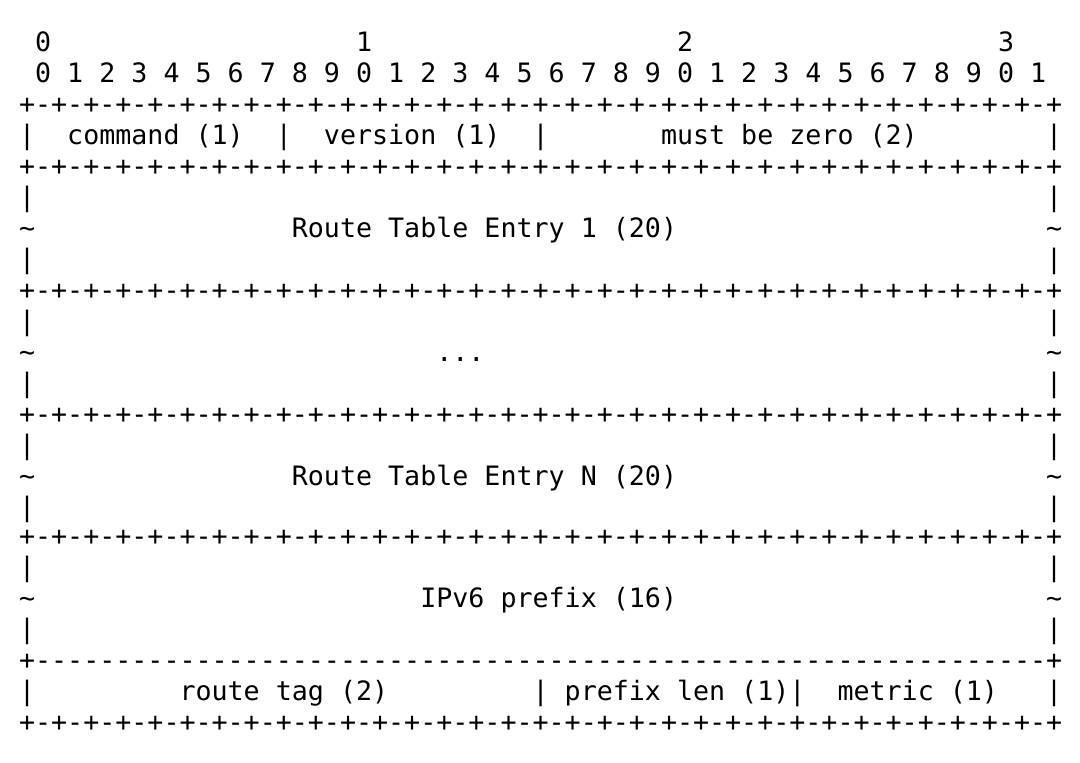 0                   1                   2                   3
 0 1 2 3 4 5 6 7 8 9 0 1 2 3 4 5 6 7 8 9 0 1 2 3 4 5 6 7 8 9 0 1
+-+-+-+-+-+-+-+-+-+-+-+-+-+-+-+-+-+-+-+-+-+-+-+-+-+-+-+-+-+-+-+-+
|  command (1)  |  version (1)  |       must be zero (2)        |
+-+-+-+-+-+-+-+-+-+-+-+-+-+-+-+-+-+-+-+-+-+-+-+-+-+-+-+-+-+-+-+-+
|                                                               |
~                Route Table Entry 1 (20)                       ~
|                                                               |
+-+-+-+-+-+-+-+-+-+-+-+-+-+-+-+-+-+-+-+-+-+-+-+-+-+-+-+-+-+-+-+-+
|                                                               |
~                         ...                                   ~
|                                                               |
+-+-+-+-+-+-+-+-+-+-+-+-+-+-+-+-+-+-+-+-+-+-+-+-+-+-+-+-+-+-+-+-+
|                                                               |
~                Route Table Entry N (20)                       ~
|                                                               |
+-+-+-+-+-+-+-+-+-+-+-+-+-+-+-+-+-+-+-+-+-+-+-+-+-+-+-+-+-+-+-+-+
|                                                               |
~                        IPv6 prefix (16)                       ~
|                                                               |
+---------------------------------------------------------------+
|         route tag (2)         | prefix len (1)|  metric (1)   |
+-+-+-+-+-+-+-+-+-+-+-+-+-+-+-+-+-+-+-+-+-+-+-+-+-+-+-+-+-+-+-+-+